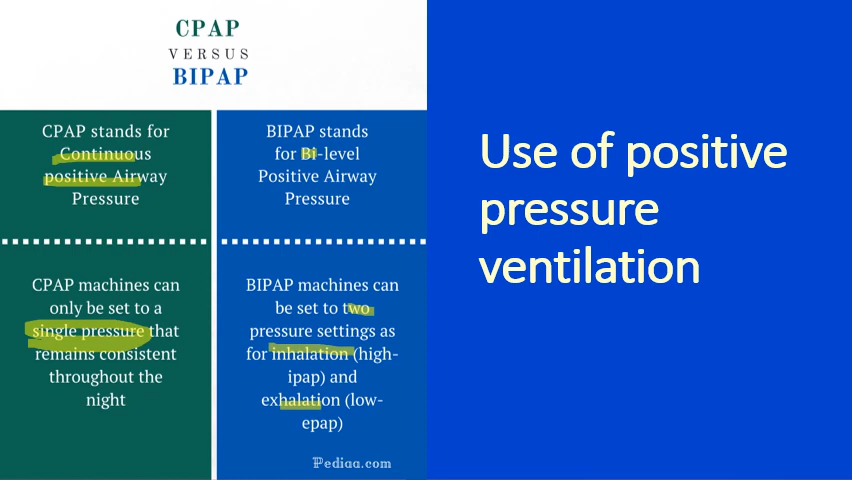 CPAP
VERSUS
BIPAP
CPAP stands for
Continuous
positive Airway
Pressure
BIPAP stands
for Bi-level
Positive Airway
Pressure
CPAP machines can
only be set to a
single pressure that
remains consistent
throughout the
night
BIPAP machines can
be set to two
pressure settings as
for inhalation (high-
ipap) and
exhalation (low-
epap)
Pediaa.com
Use of positive
pressure
ventilation